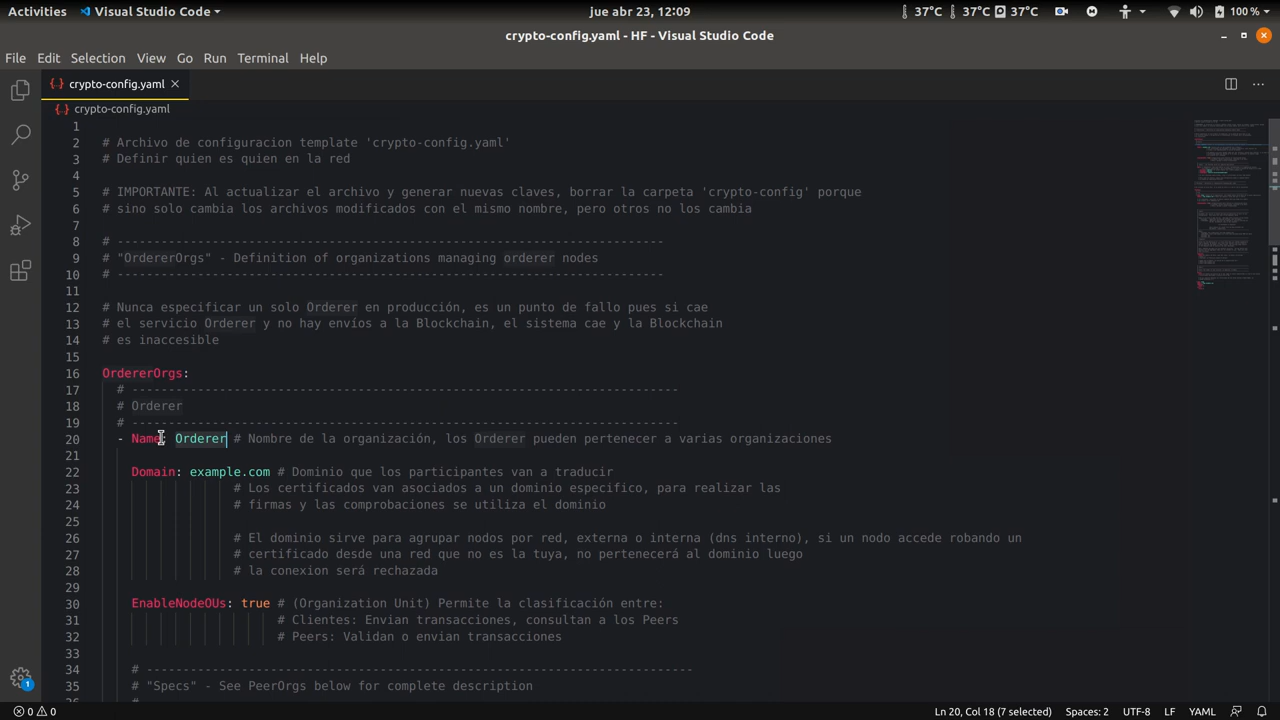 Activities
Visual Studio Code
jue abr 23, 12:09
37°C 37°C 37°C
100 %
crypto-config.yaml - HF - Visual Studio Code
File Edit Selection View Go Run Terminal Help
crypto-config.yaml
crypto-config.yaml
1
2 # Archivo de configuracion template 'crypto-config.yaml
3 # Definir quien es quien en la red
4
5 # IMPORTANTE: Al actualizar el archivo y generar nuevas claves, borrar la carpeta 'crypto-config' porque
6 # sino solo cambia los archivos modificados con el mismo nombre, pero otros no los cambia
7
8 # ---------------------------------------------------------------------------
9 # "OrdererOrgs" - Definition of organizations managing orderer nodes
10 # ---------------------------------------------------------------------------
11
12 # Nunca especificar un solo Orderer en producción, es un punto de fallo pues si cae
13 # el servicio Orderer y no hay envíos a la Blockchain, el sistema cae y la Blockchain
14 # es inaccesible
15
16 OrdererOrgs:
17 # ---------------------------------------------------------------------------
18 # Orderer
19 # ---------------------------------------------------------------------------
20 - Name: Orderer # Nombre de la organización, los Orderer pueden pertenecer a varias organizaciones
21
22 Domain: example.com # Dominio que los participantes van a traducir
23 # Los certificados van asociados a un dominio especifico, para realizar las
24 # firmas y las comprobaciones se utiliza el dominio
25
26 # El dominio sirve para agrupar nodos por red, externa o interna (dns interno), si un nodo accede robando un
27 # certificado desde una red que no es la tuya, no pertenecerá al dominio luego
28 # la conexion será rechazada
29
30 EnableNodeOUs: true # (Organization Unit) Permite la clasificación entre:
31 # Clientes: Envian transacciones, consultan a los Peers
32 # Peers: Validan o envian transacciones
33
34 # ---------------------------------------------------------------------------
35 # "Specs" - See PeerOrgs below for complete description
1
0 0
Ln 20, Col 18 (7 selected) Spaces: 2 UTF-8 LF YAML